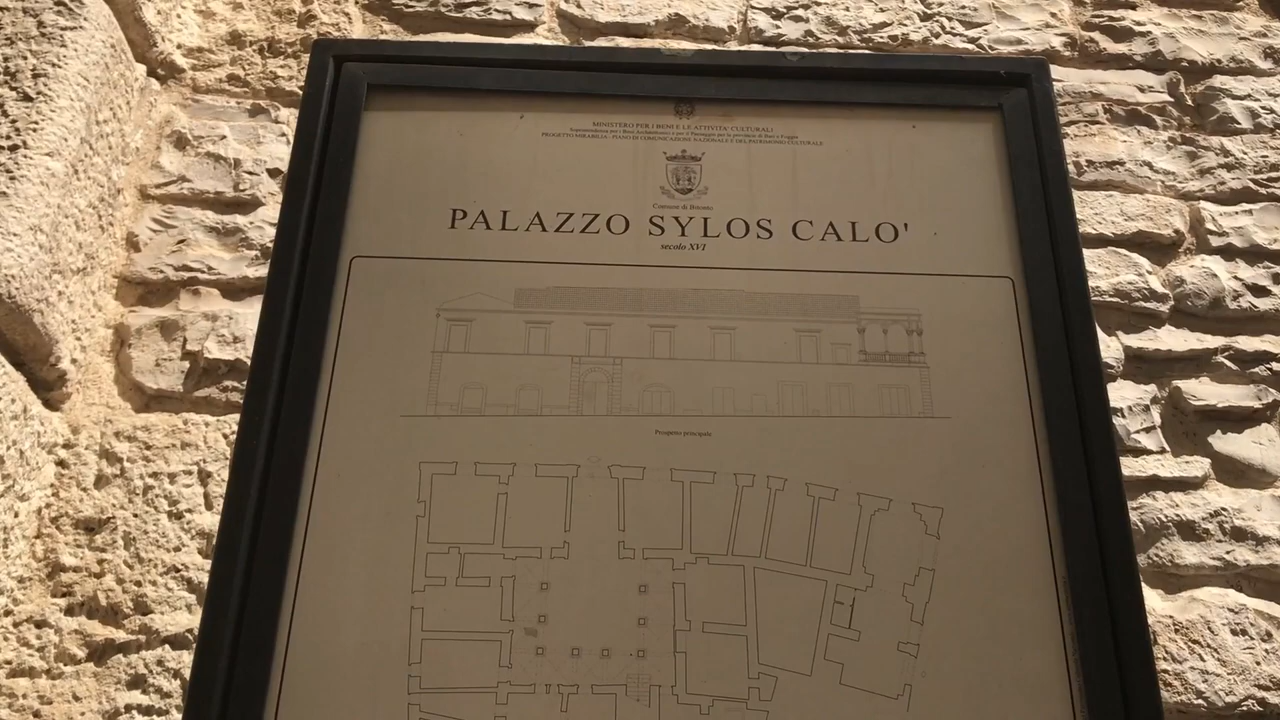 MINISTERO PER I BENI E LE ATTIVITA' CULTURALI
Soprintendenza per i Beni Architettonici e per il Paesaggio per le province di Bari e Foggia
PROGETTO MIRABILIA - PIANO DI COMUNICAZIONE NAZIONALE E DEL PATRIMONIO CULTURALE
Comune di Bitonto
PALAZZO SYLOS CALO'
secolo XVI
Prospetto principale